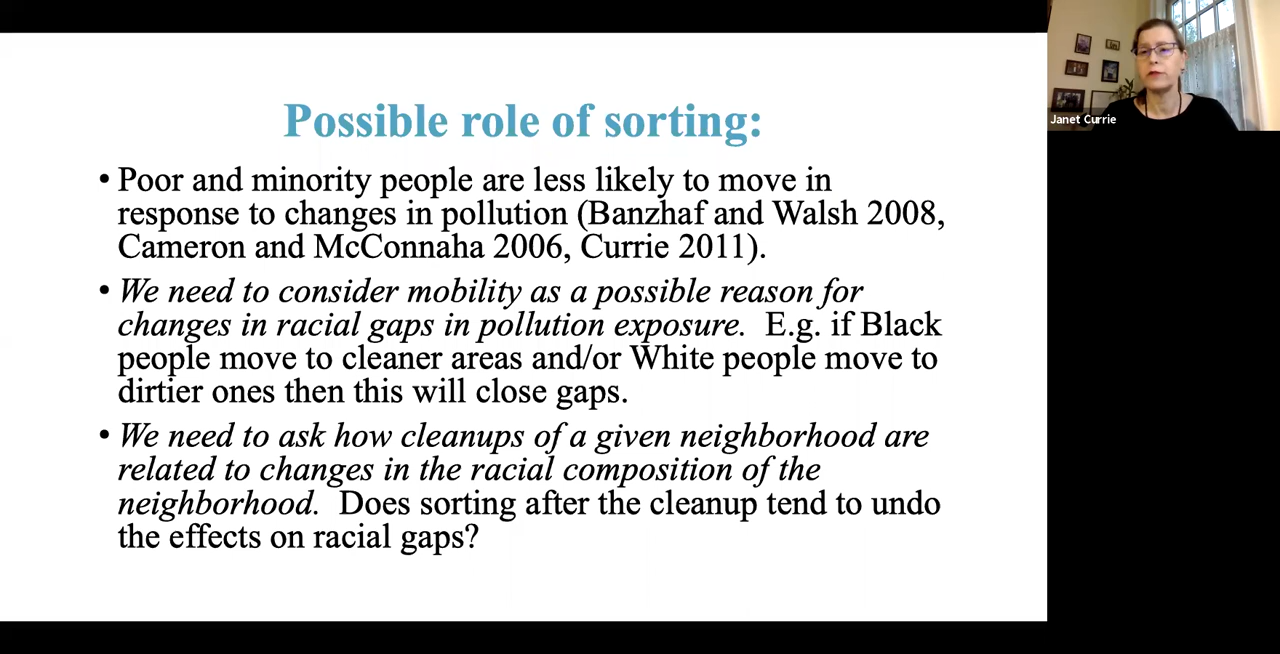 Possible role of sorting:
• Poor and minority people are less likely to move in
response to changes in pollution (Banzhaf and Walsh 2008,
Cameron and McConnaha 2006, Currie 2011).
• We need to consider mobility as a possible reason for
changes in racial gaps in pollution exposure. E.g. if Black
people move to cleaner areas and/or White people move to
dirtier ones then this will close gaps.
• We need to ask how cleanups of a given neighborhood are
related to changes in the racial composition of the
neighborhood. Does sorting after the cleanup tend to undo
the effects on racial gaps?
Janet Currie